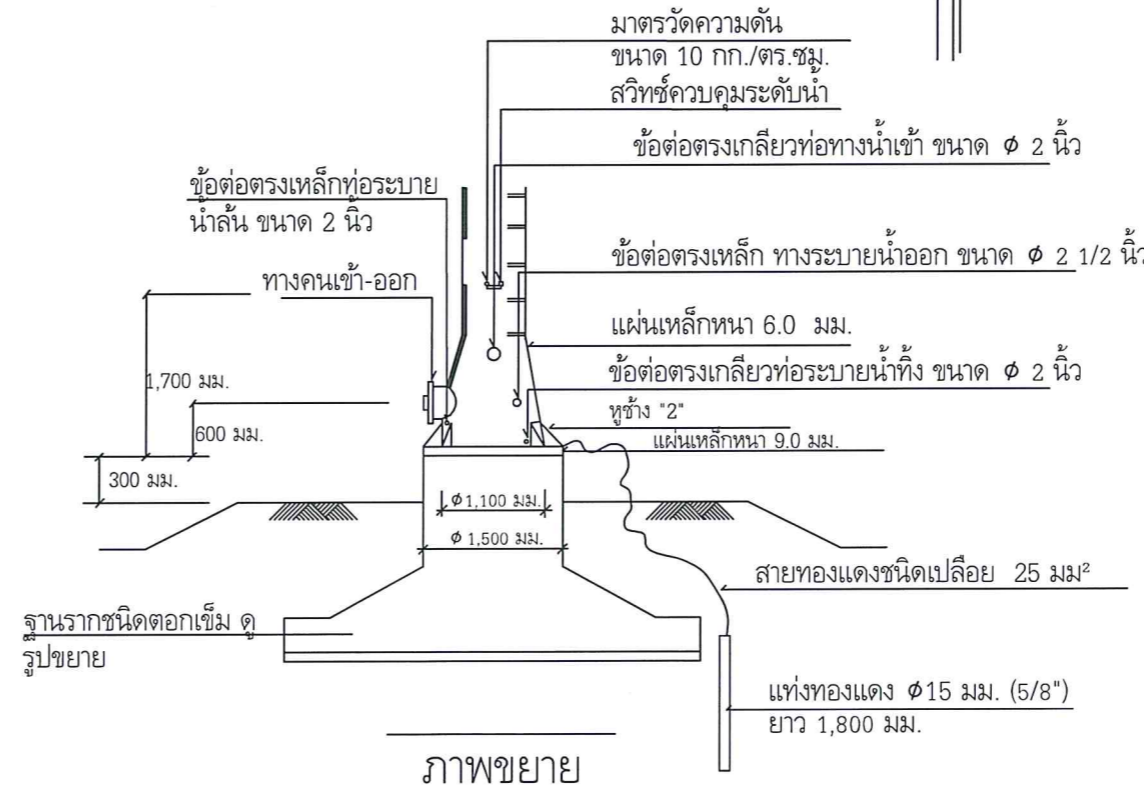 มาตรวัดความดัน
ขนาด 10 กก./ตร.ซม.
สวิทช์ควบคุมระดับน้ำ
ข้อต่อตรงเกลียวท่อทางน้ำเข้า ขนาด φ 2 นิ้ว
ข้อต่อตรงเหล็กท่อระบาย
น้ำล้น ขนาด 2 นิ้ว
ข้อต่อตรงเหล็ก ทางระบายน้ำออก ขนาด φ 2 1/2 นิ้ว
ทางคนเข้า-ออก
แผ่นเหล็กหนา 6.0 มม.
ข้อต่อตรงเกลียวท่อระบายน้ำทิ้ง ขนาด φ 2 นิ้ว
1,700 มม.
หูช้าง "2"
600 มม.
แผ่นเหล็กหนา 9.0 มม.
300 มม.
φ1,100 มม.
φ 1,500 มม.
สายทองแดงชนิดเปลือย 25 มม²
ฐานรากชนิดตอกเข็ม ดู
รูปขยาย
แท่งทองแดง φ15 มม. (5/8")
ยาว 1,800 มม.
ภาพขยาย